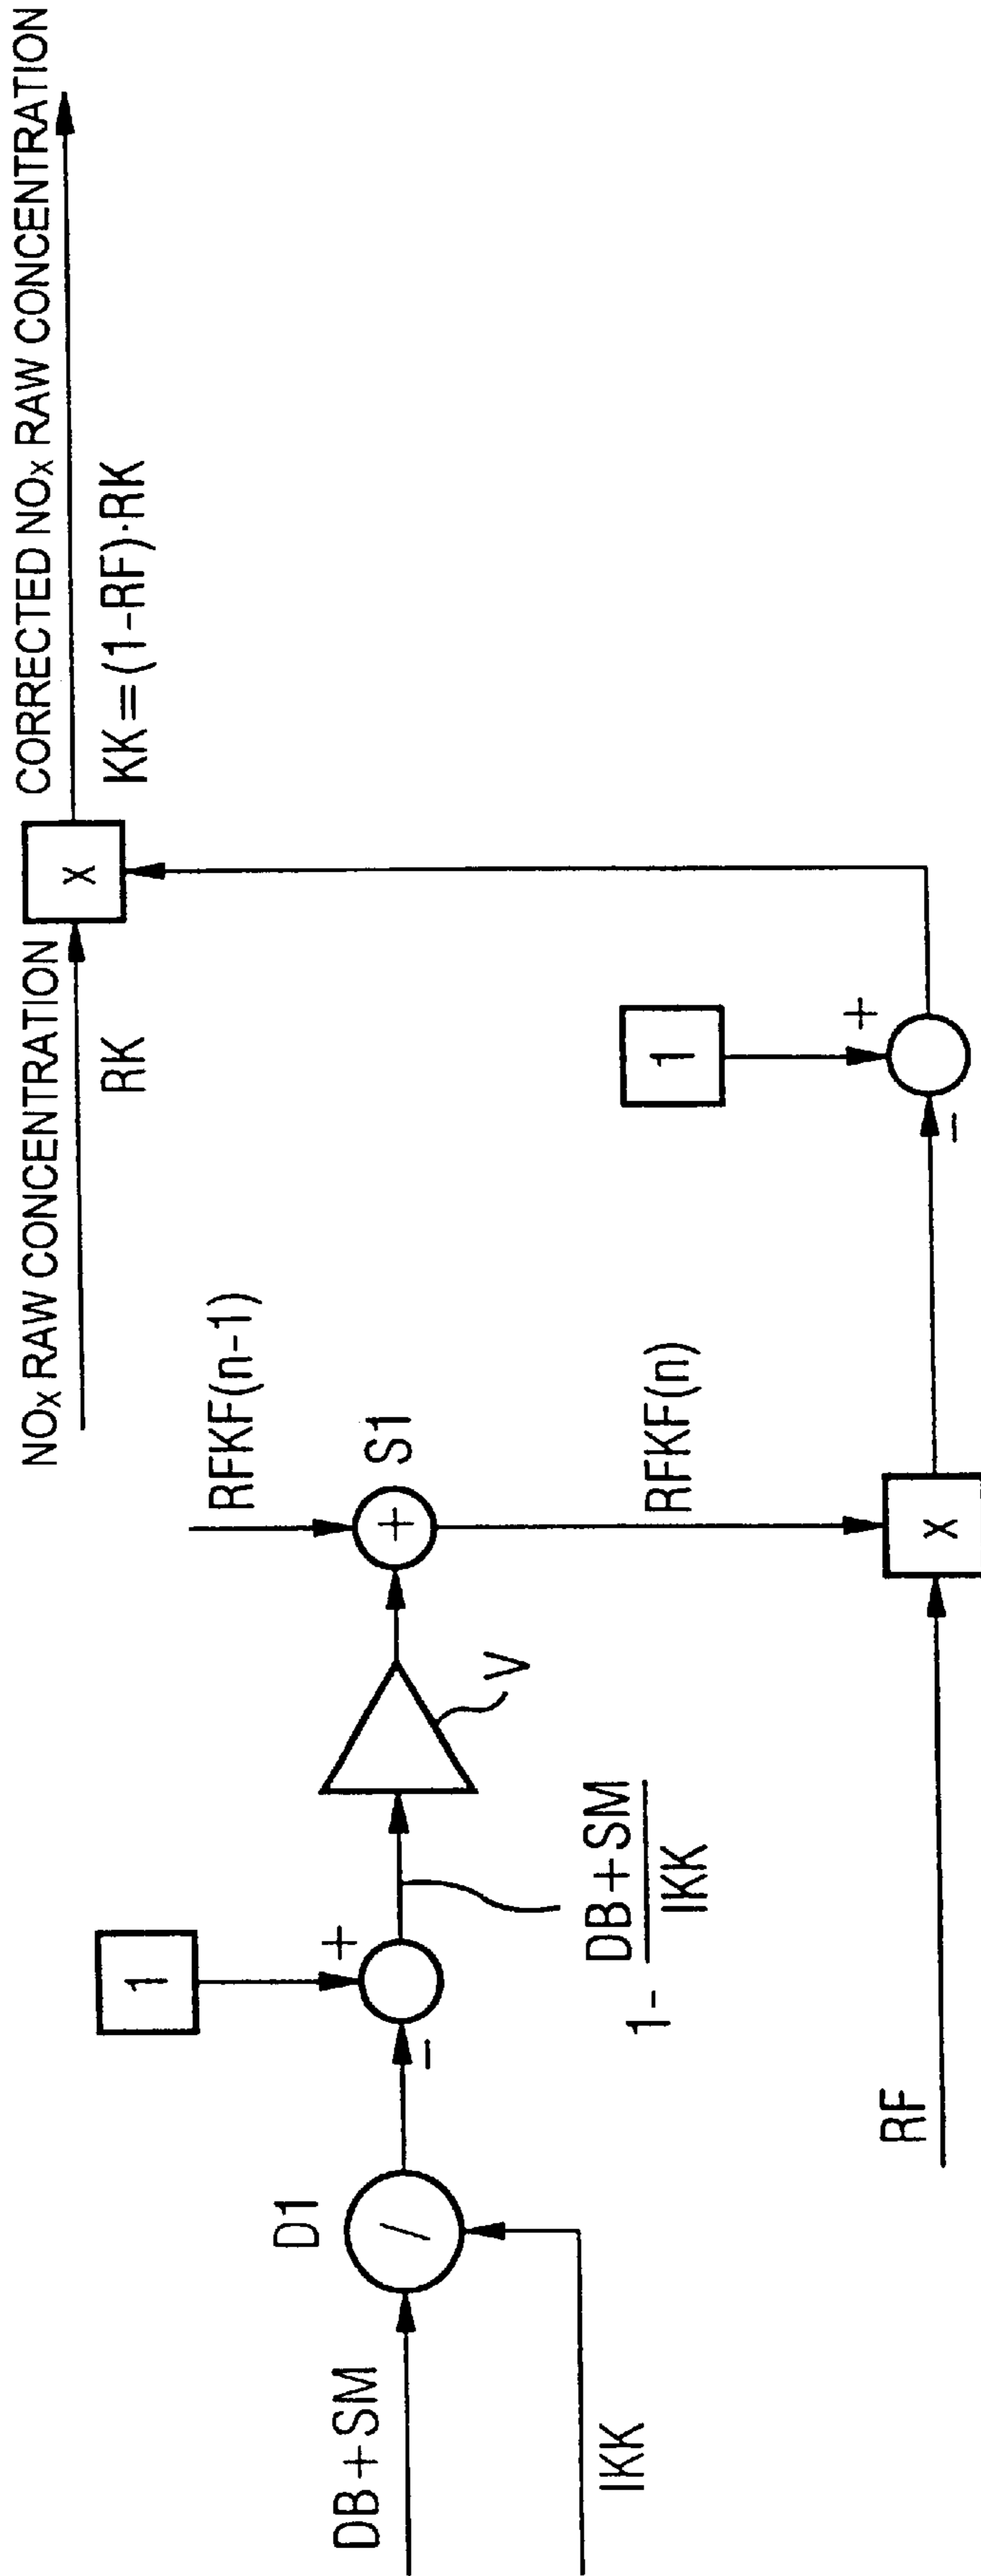 NOx RAW CONCENTRATION
CORRECTED NOx RAW CONCENTRATION
RK
x
KK=(1-RF)·RK
RFKF(n-1)
1
+
S1
+
−
D1
/
DB+SM
IKK
V
1- DB+SM
IKK
RFKF(n)
1
+
−
RF
x